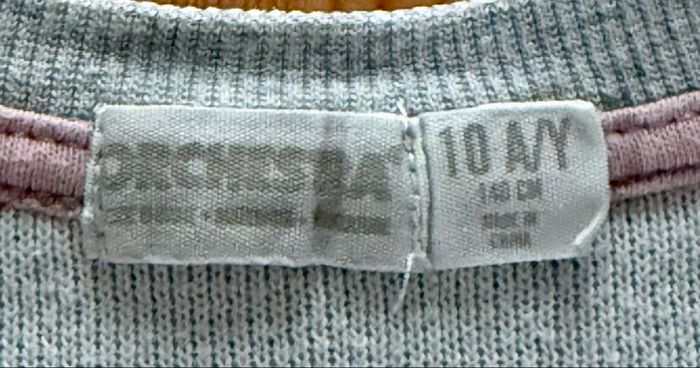 ORCHESTRA
10 A/Y
140 CM
MADE IN
CHINA